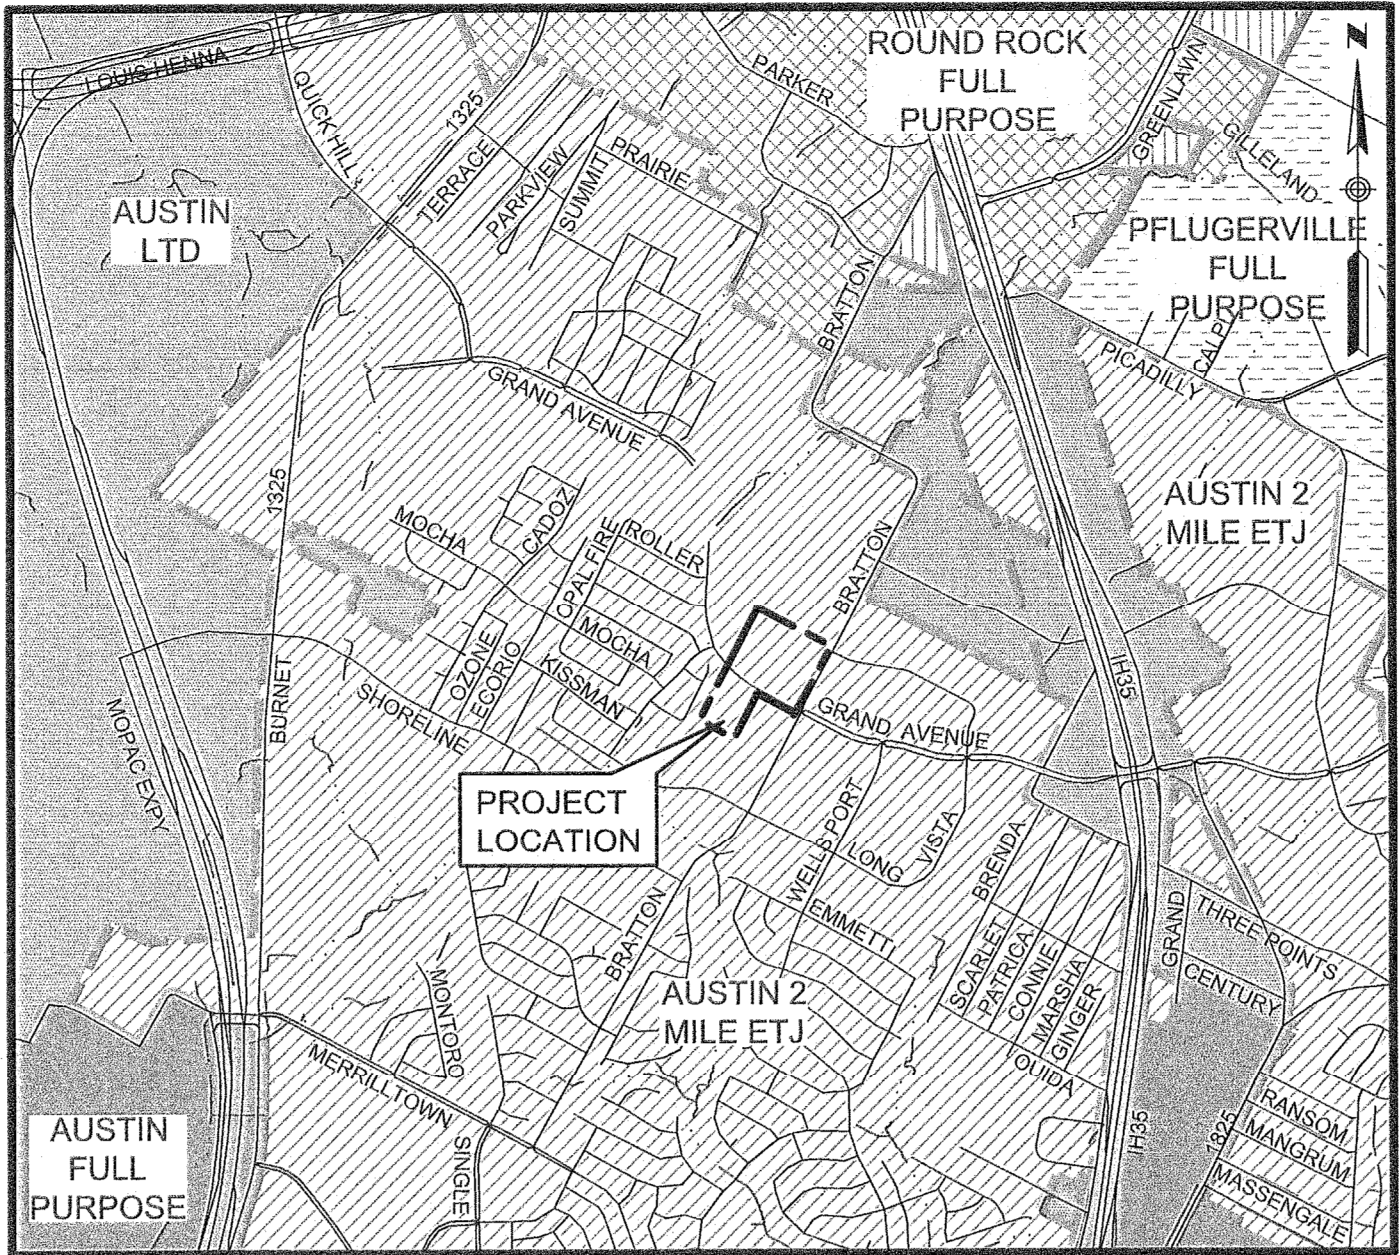 ROUND ROCK
FULL
PURPOSE
LOUIS HENNA
QUICK HILL
1325
PARKER
GREENLAWN
GILLELAND
TERRACE
PARKVIEW
SUMMIT
PRAIRIE
N
AUSTIN
LTD
PFLUGERVILLE
FULL
PURPOSE
BRATTON
PICADILLY
GRAND AVENUE
1325
AUSTIN 2
MILE ETJ
MOCHA
CADOZ
OPAL FIRE
ROLLER
BRATTON
OZONE
ECORIO
MOCHA
KISSMAN
BURNET
SHORELINE
MOPAC EXPY
IH35
GRAND AVENUE
PROJECT
LOCATION
WELLS PORT
LONG
VISTA
BRENDA
EMMETT
BRATTON
SCARLET
PATRICA
CONNIE
MARSHA
GINGER
GRAND
THREE POINTS
CENTURY
AUSTIN 2
MILE ETJ
MONTORO
MERRILLTOWN
SINGLE
OUIDA
IH35
1825
RANSOM
MANGRUM
MASSENGALE
AUSTIN
FULL
PURPOSE